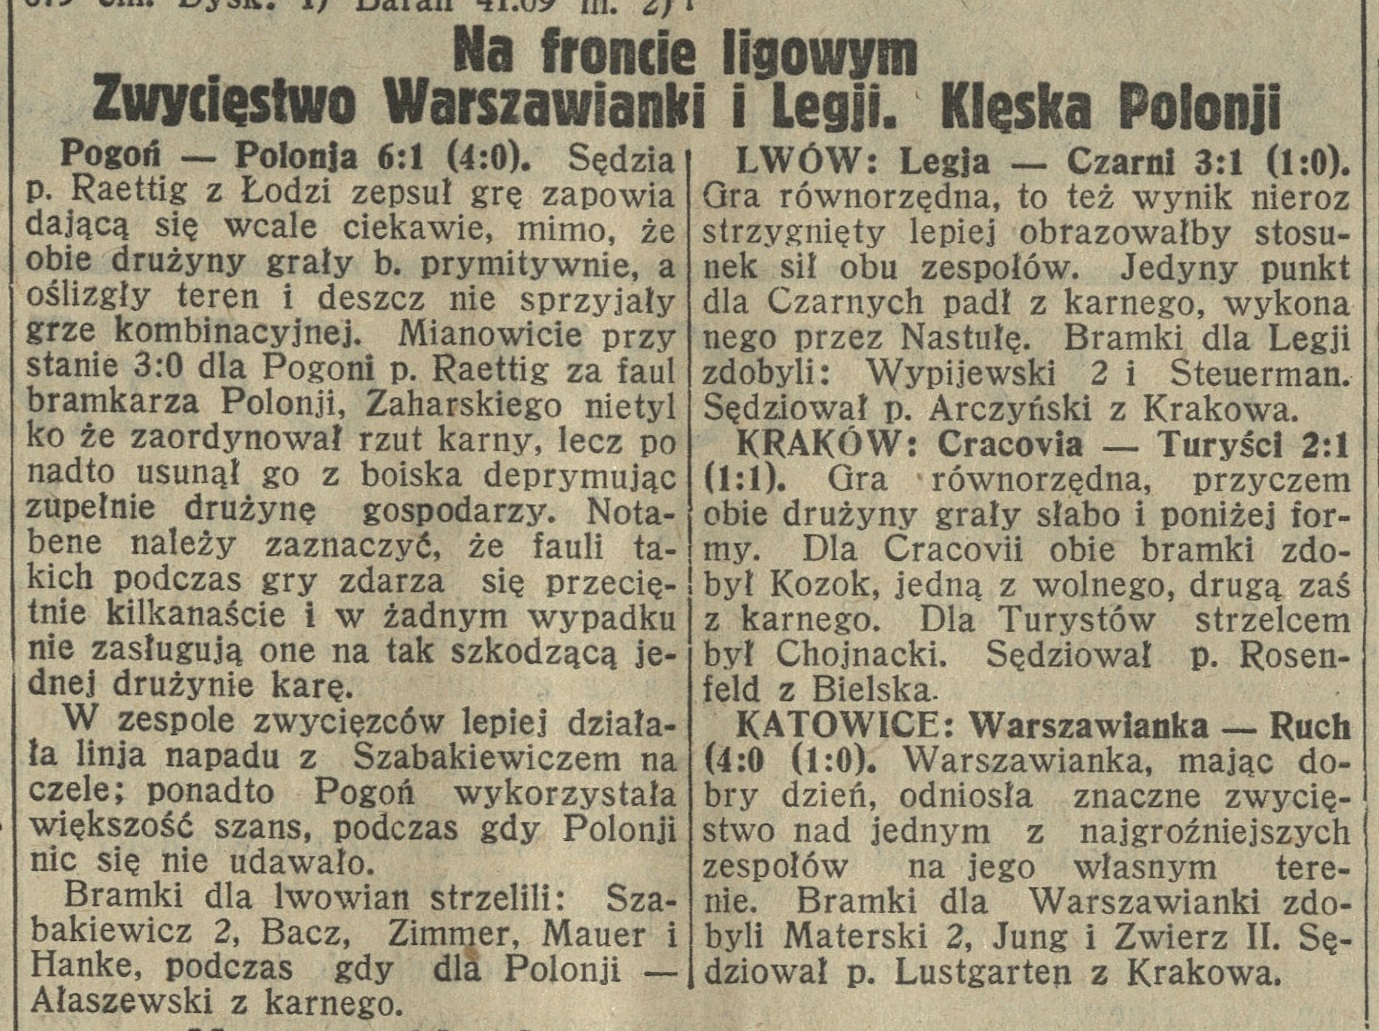 Dysk. 1) Baran 41.09 m. 2)
Na froncie ligowym
Zwycięstwo Warszawianki i Legji. Klęska Polonji
Pogoń — Polonja 6:1 (4:0). Sędzia
p. Raettig z Łodzi zepsuł grę zapowia
dającą się wcale ciekawie, mimo, że
obie drużyny grały b. prymitywnie, a
oślizgły teren i deszcz nie sprzyjały
grze kombinacyjnej. Mianowicie przy
stanie 3:0 dla Pogoni p. Raettig za faul
bramkarza Polonji, Zaharskiego nietyl
ko że zaordynował rzut karny, lecz po
nadto usunął go z boiska deprymując
zupełnie drużynę gospodarzy. Nota-
bene należy zaznaczyć, że fauli ta-
kich podczas gry zdarza się przecię-
tnie kilkanaście i w żadnym wypadku
nie zasługują one na tak szkodzącą je-
dnej drużynie karę.
W zespole zwycięzców lepiej działa-
ła linja napadu z Szabakiewiczem na
czele; ponadto Pogoń wykorzystała
większość szans, podczas gdy Polonji
nic się nie udawało.
Bramki dla lwowian strzelili: Sza-
bakiewicz 2, Bacz, Zimmer, Mauer i
Hanke, podczas gdy dla Polonji —
Ałaszewski z karnego.
LWÓW: Legja — Czarni 3:1 (1:0).
Gra równorzędna, to też wynik nieroz
strzygnięty lepiej obrazowałby stosu-
nek sił obu zespołów. Jedyny punkt
dla Czarnych padł z karnego, wykona
nego przez Nastułę. Bramki dla Legji
zdobyli: Wypijewski 2 i Steuerman.
Sędziował p. Arczyński z Krakowa.
KRAKÓW: Cracovia — Turyści 2:1
(1:1). Gra równorzędna, przyczem
obie drużyny grały słabo i poniżej for-
my. Dla Cracovii obie bramki zdo-
był Kozok, jedną z wolnego, drugą zaś
z karnego. Dla Turystów strzelcem
był Chojnacki. Sędziował p. Rosen-
feld z Bielska.
KATOWICE: Warszawianka — Ruch
(4:0 (1:0). Warszawianka, mając do-
bry dzień, odniosła znaczne zwycię-
stwo nad jednym z najgroźniejszych
zespołów na jego własnym tere-
nie. Bramki dla Warszawianki zdo-
byli Materski 2, Jung i Zwierz II. Sę-
dziował p. Lustgarten z Krakowa.